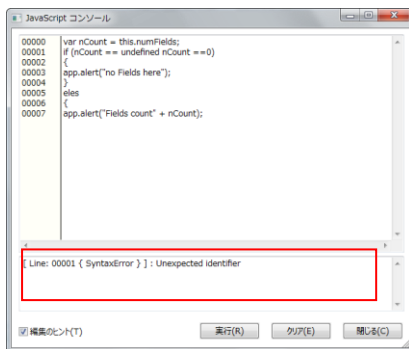 JavaScript コンソール
00000 var nCount = this.numFields;
00001 if (nCount == undefined nCount ==0)
00002 {
00003 app.alert("no Fields here");
00004 }
00005 eles
00006 {
00007 app.alert("Fields count" + nCount);
[ Line: 00001 { SyntaxError } ] : Unexpected identifier
編集のヒント(T)
実行(R)
クリア(E)
閉じる(C)